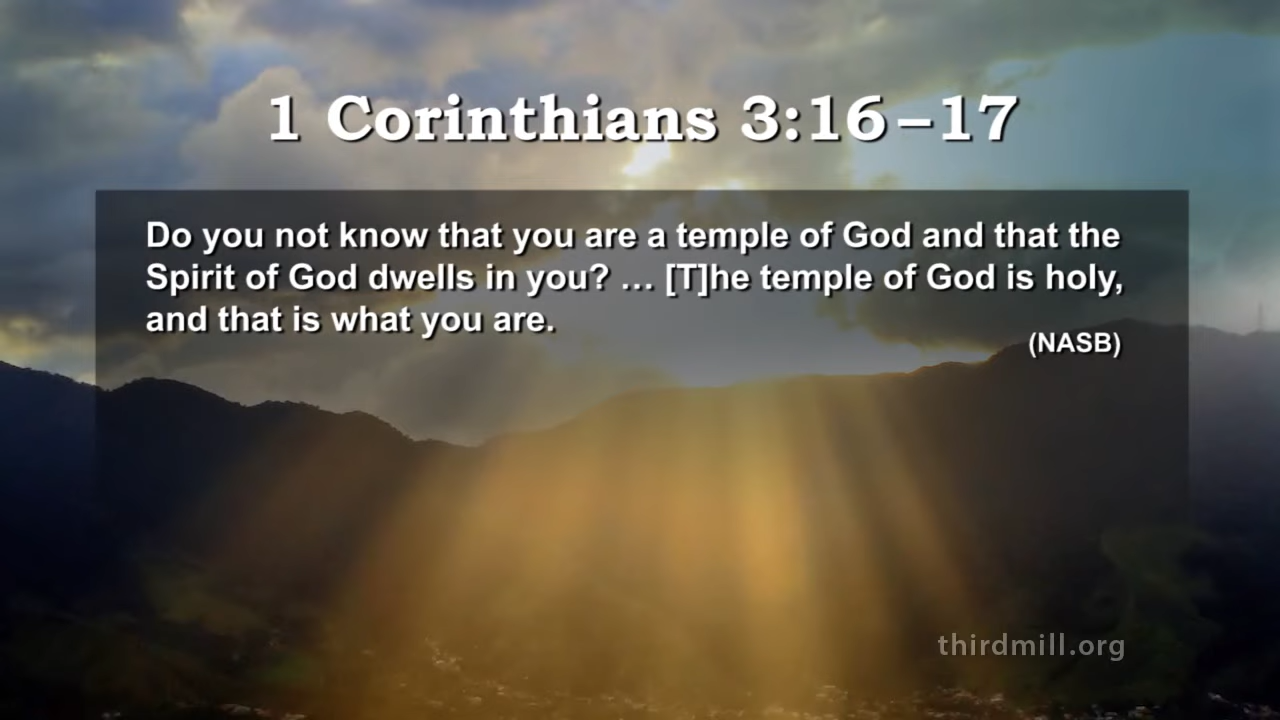 1 Corinthians 3:16–17
Do you not know that you are a temple of God and that the
Spirit of God dwells in you? … [T]he temple of God is holy,
and that is what you are.
(NASB)
thirdmill.org